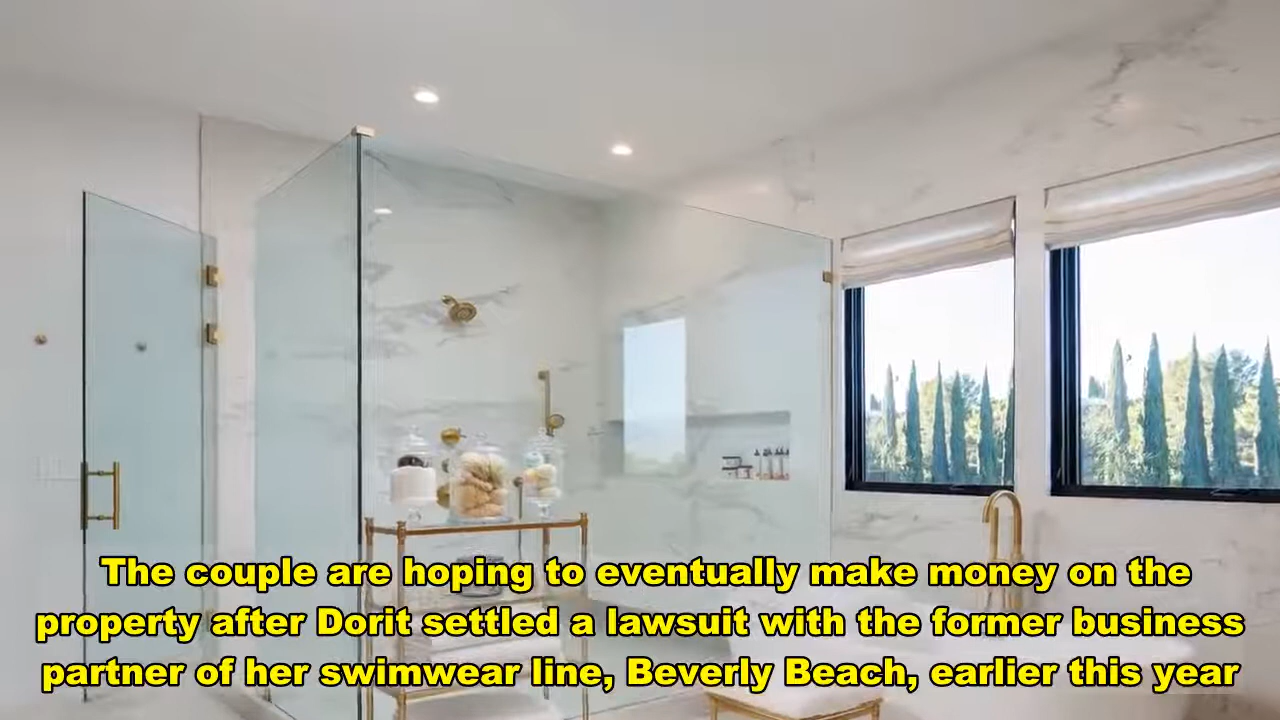 The couple are hoping to eventually make money on the
property after Dorit settled a lawsuit with the former business
partner of her swimwear line, Beverly Beach, earlier this year